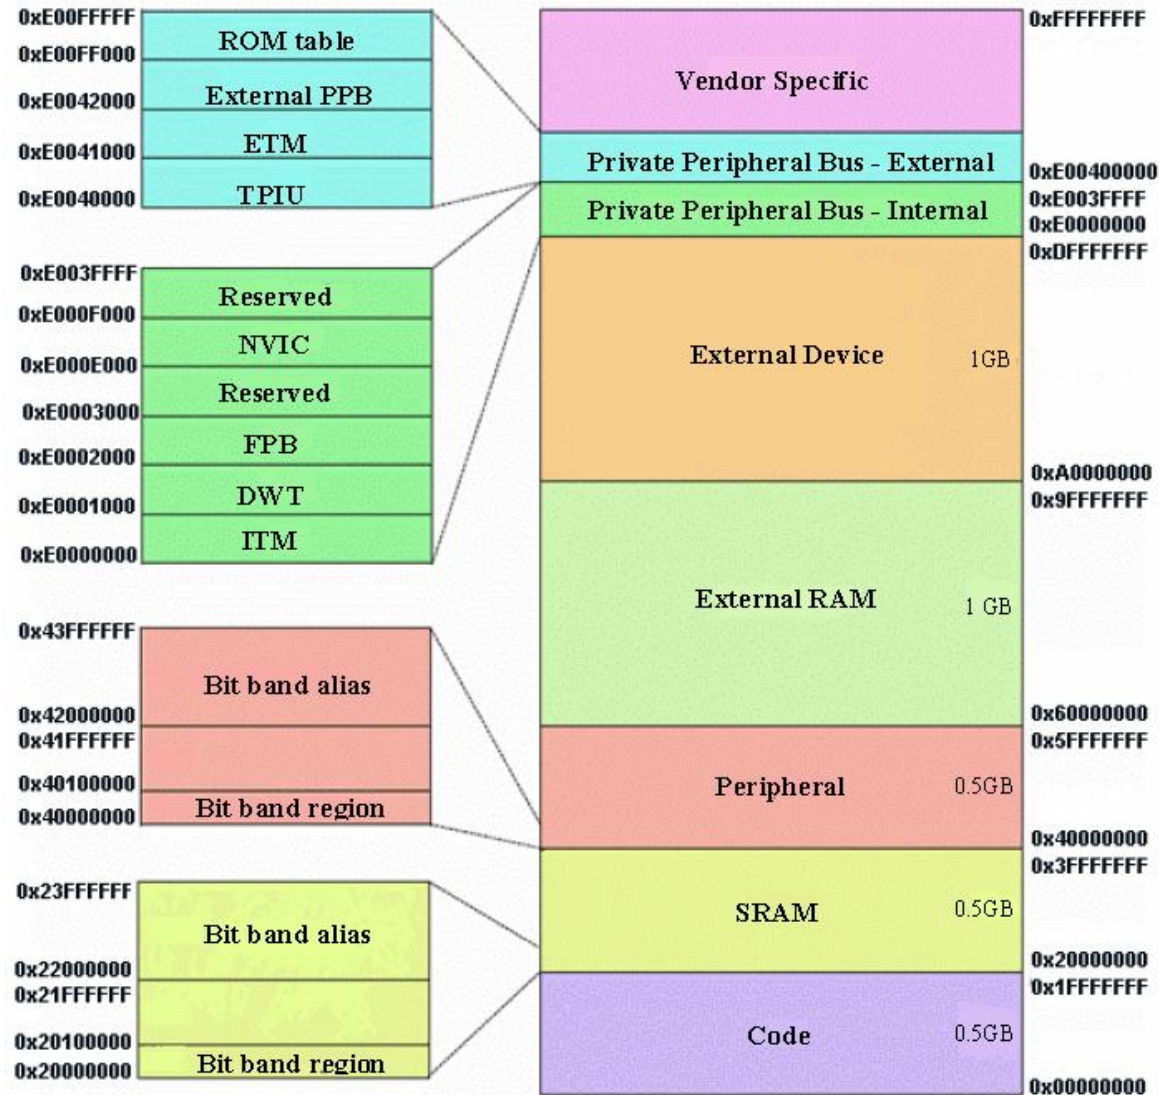 0xE00FFFFF
ROM table
0xE00FF000
External PPB
0xE0042000
ETM
0xE0041000
TPIU
0xE0040000
0xE003FFFF
Reserved
0xE000F000
NVIC
0xE000E000
Reserved
0xE0003000
FPB
0xE0002000
DWT
0xE0001000
ITM
0xE0000000
0x43FFFFFF
Bit band alias
0x42000000
0x41FFFFFF
0x40100000
Bit band region
0x40000000
0x23FFFFFF
Bit band alias
0x22000000
0x21FFFFFF
0x20100000
Bit band region
0x20000000
0xFFFFFFFF
Vendor Specific
Private Peripheral Bus - External
0xE00400000
0xE003FFFF
Private Peripheral Bus - Internal
0xE0000000
0xDFFFFFFF
External Device 1GB
0xA0000000
0x9FFFFFFF
External RAM 1 GB
0x60000000
0x5FFFFFFF
Peripheral 0.5GB
0x40000000
0x3FFFFFFF
SRAM 0.5GB
0x20000000
0x1FFFFFFF
Code 0.5GB
0x00000000